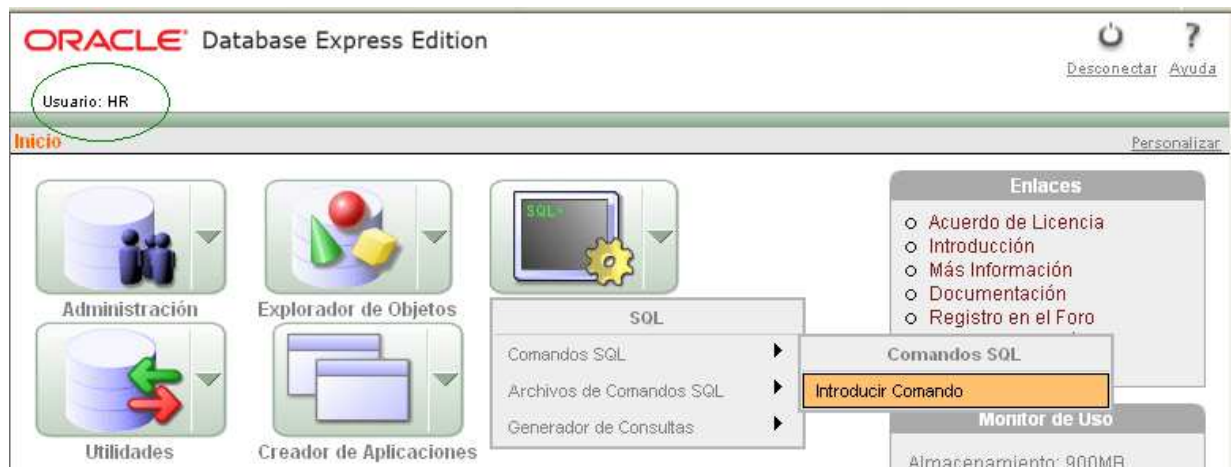 ORACLE Database Express Edition
Desconectar Ayuda
Usuario: HR
Inicio
Personalizar
SQL>
Enlaces
Acuerdo de Licencia
Introducción
Más Información
Documentación
Registro en el Foro
Administración
Explorador de Objetos
SQL
Comandos SQL
Archivos de Comandos SQL
Generador de Consultas
Comandos SQL
Introducir Comando
Monitor de Uso
Almacenamiento: 900MB
Utilidades
Creador de Aplicaciones